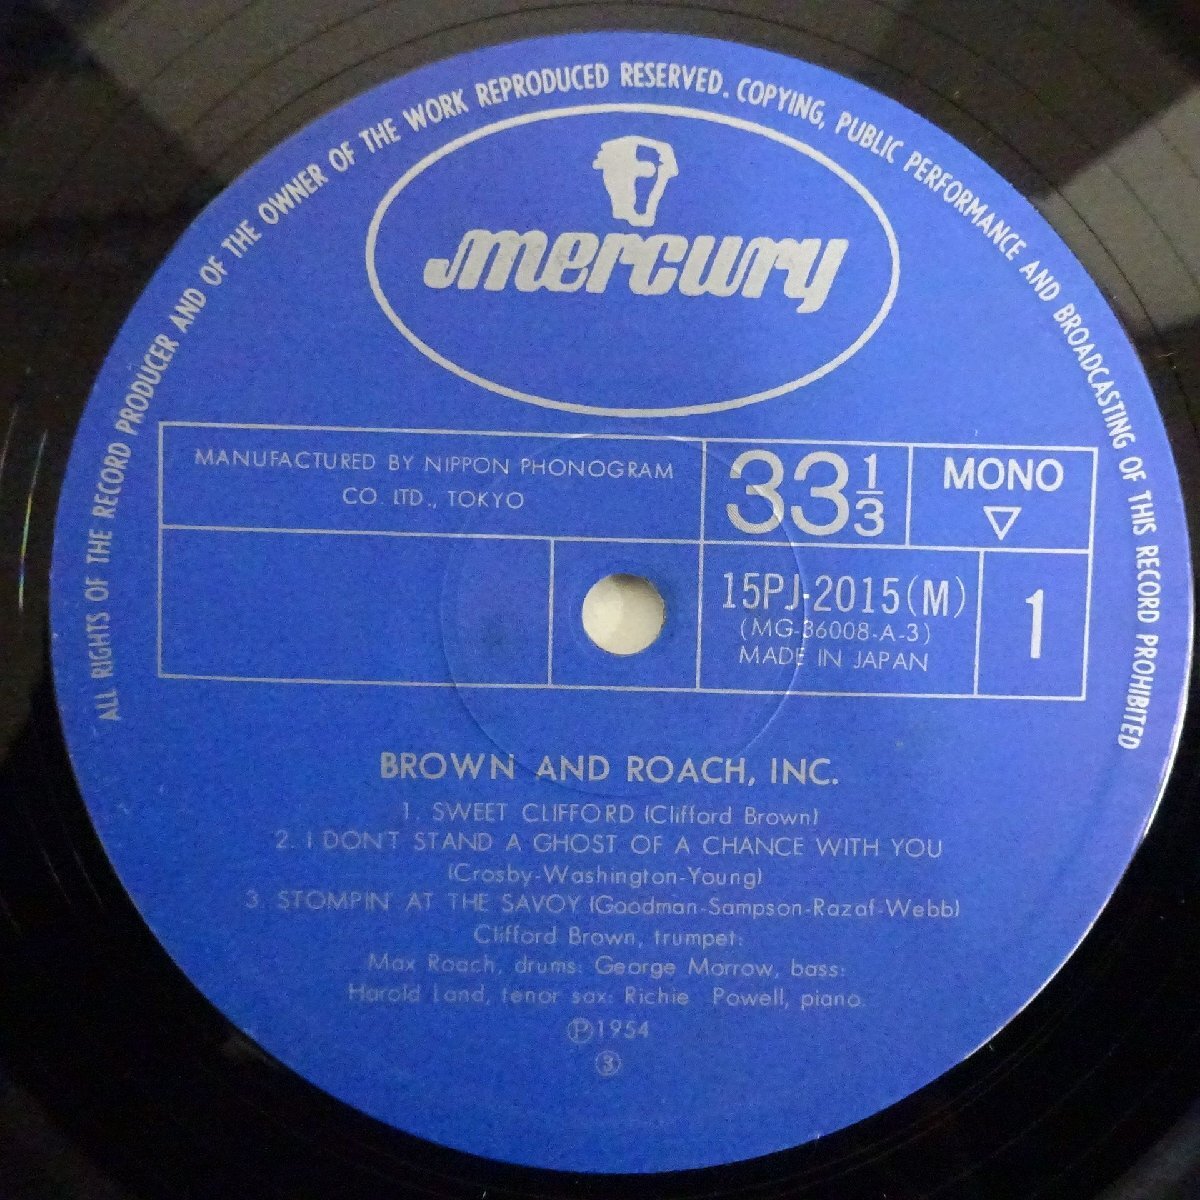 ALL RIGHTS OF THE RECORD PRODUCER AND OF THE OWNER OF THE WORK REPRODUCED RESERVED. COPYING, PUBLIC PERFORMANCE AND BROADCASTING OF THIS RECORD PROHIBITED
mercury
MANUFACTURED BY NIPPON PHONOGRAM
CO. LTD., TOKYO
33 1/3
MONO
▽
15PJ-2015(M)
(MG-36008-A-3)
MADE IN JAPAN
1
BROWN AND ROACH, INC.
1. SWEET CLIFFORD (Clifford Brown)
2. I DON'T STAND A GHOST OF A CHANCE WITH YOU
(Crosby-Washington-Young)
3. STOMPIN' AT THE SAVOY (Goodman-Sampson-Razaf-Webb)
Clifford Brown, trumpet:
Max Roach, drums: George Morrow, bass:
Harold Land, tenor sax: Richie Powell, piano.
Ⓟ1954
③